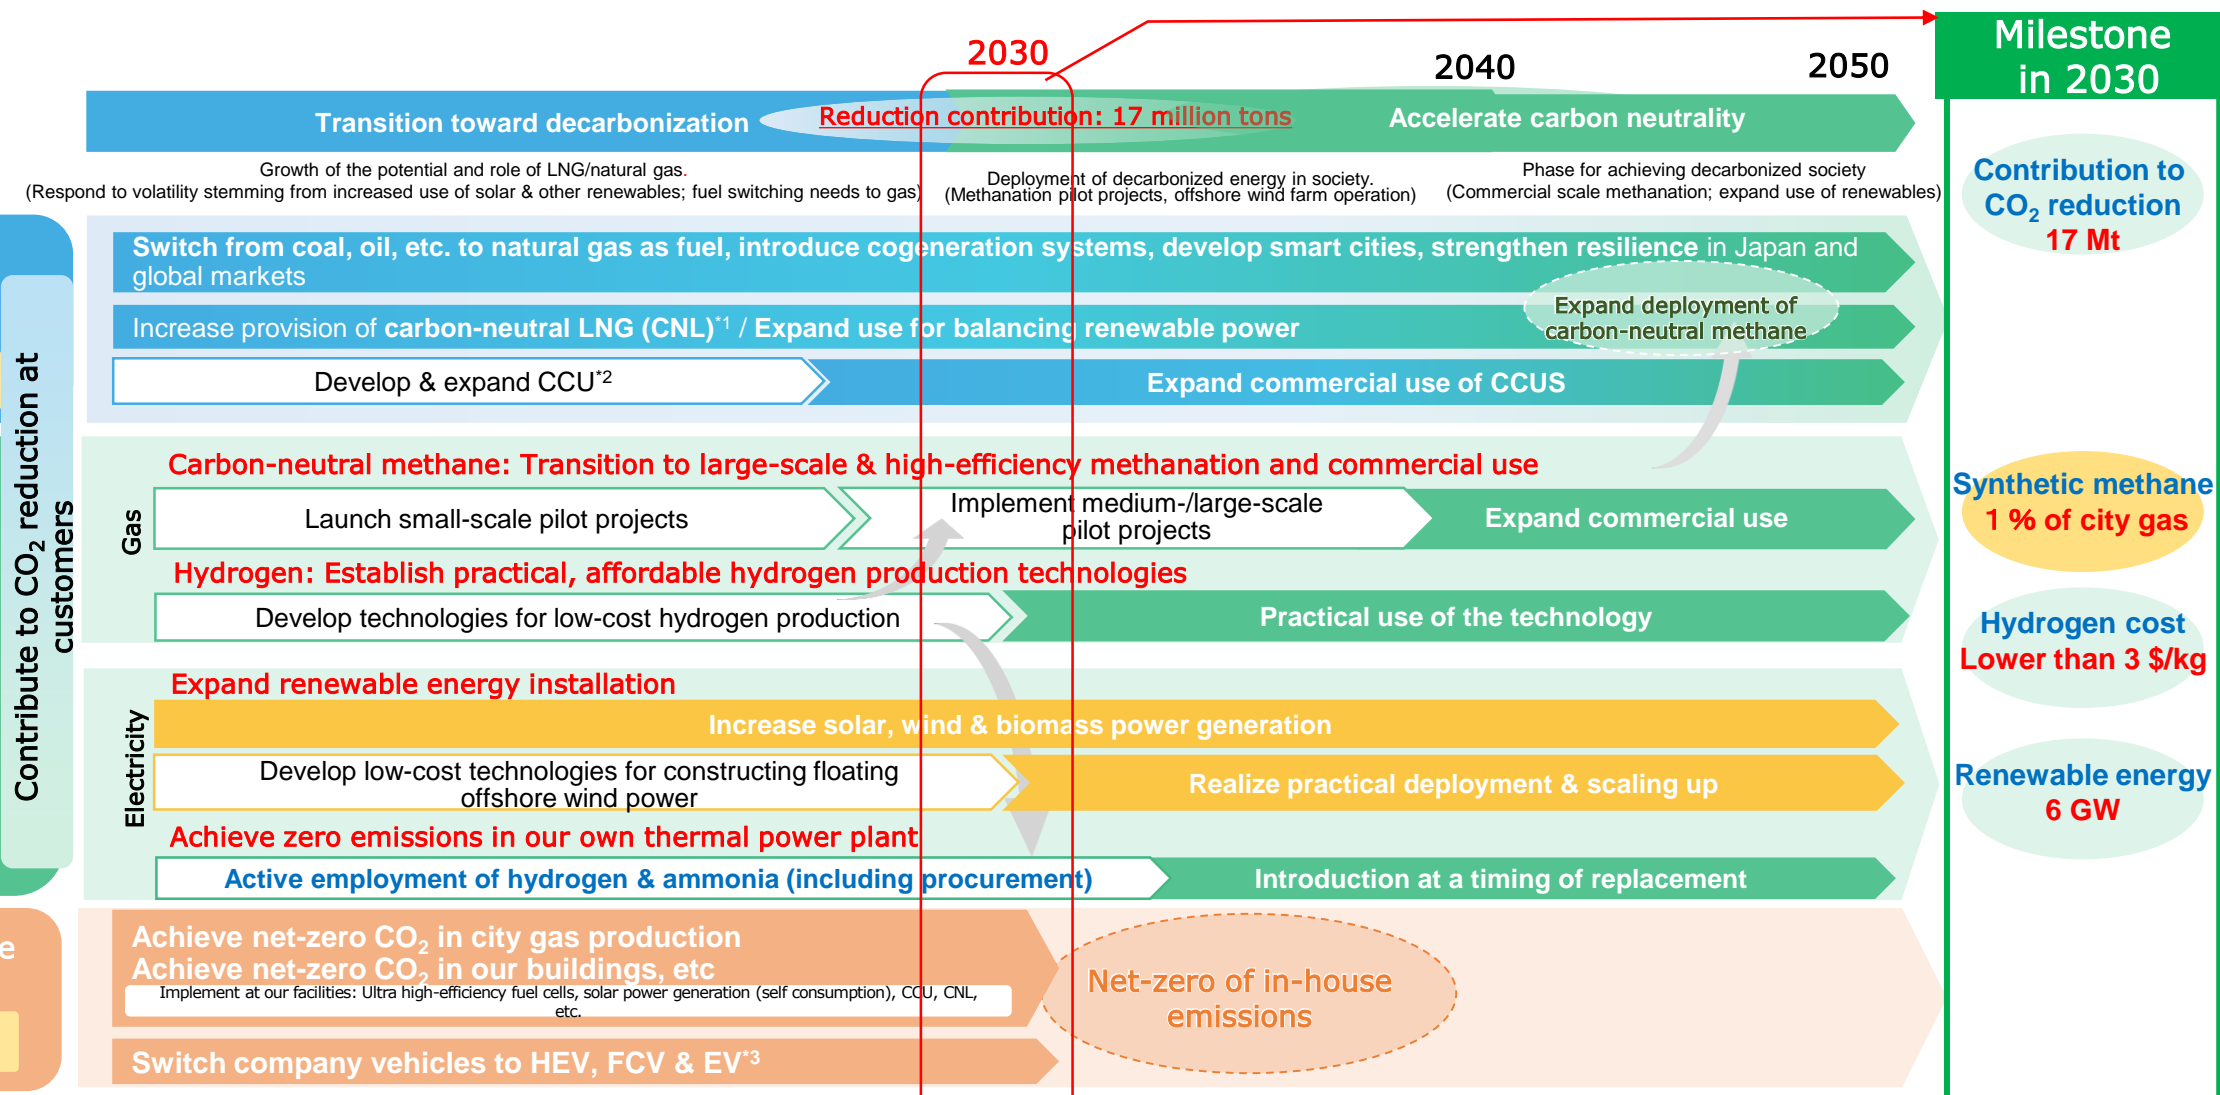 2030
2040
2050
Milestone
in 2030
Transition toward decarbonization
Reduction contribution: 17 million tons
Accelerate carbon neutrality
Growth of the potential and role of LNG/natural gas.
(Respond to volatility stemming from increased use of solar & other renewables; fuel switching needs to gas)
Deployment of decarbonized energy in society.
(Methanation pilot projects, offshore wind farm operation)
Phase for achieving decarbonized society
(Commercial scale methanation; expand use of renewables)
Contribution to
CO2 reduction
17 Mt
Contribute to CO2 reduction at
customers
Switch from coal, oil, etc. to natural gas as fuel, introduce cogeneration systems, develop smart cities, strengthen resilience in Japan and
global markets
Increase provision of carbon-neutral LNG (CNL)*1 / Expand use for balancing renewable power
Expand deployment of
carbon-neutral methane
Develop & expand CCU*2
Expand commercial use of CCUS
Gas
Carbon-neutral methane: Transition to large-scale & high-efficiency methanation and commercial use
Launch small-scale pilot projects
Implement medium-/large-scale
pilot projects
Expand commercial use
Synthetic methane
1 % of city gas
Hydrogen: Establish practical, affordable hydrogen production technologies
Develop technologies for low-cost hydrogen production
Practical use of the technology
Hydrogen cost
Lower than 3 $/kg
Electricity
Expand renewable energy installation
Increase solar, wind & biomass power generation
Develop low-cost technologies for constructing floating
offshore wind power
Realize practical deployment & scaling up
Renewable energy
6 GW
Achieve zero emissions in our own thermal power plant
Active employment of hydrogen & ammonia (including procurement)
Introduction at a timing of replacement
e
Achieve net-zero CO2 in city gas production
Achieve net-zero CO2 in our buildings, etc
Implement at our facilities: Ultra high-efficiency fuel cells, solar power generation (self consumption), CCU, CNL,
etc.
Net-zero of in-house
emissions
Switch company vehicles to HEV, FCV & EV*3